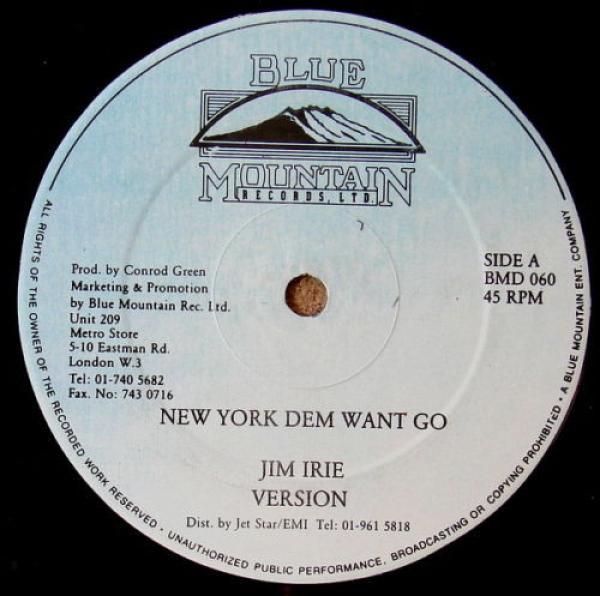 BLUE
MOUNTAIN
RECORDS, LTD.
SIDE A
BMD 060
45 RPM
Prod. by Conrod Green
Marketing & Promotion
by Blue Mountain Rec. Ltd.
Unit 209
Metro Store
5-10 Eastman Rd.
London W.3
Tel: 01-740 5682
Fax. No: 743 0716
NEW YORK DEM WANT GO
JIM IRIE
VERSION
Dist. by Jet Star/EMI Tel: 01-961 5818
ALL RIGHTS OF THE OWNER OF THE RECORDED WORK RESERVED • UNAUTHORIZED PUBLIC PERFORMANCE, BROADCASTING OR COPYING PROHIBITED • A BLUE MOUNTAIN ENT. COMPANY